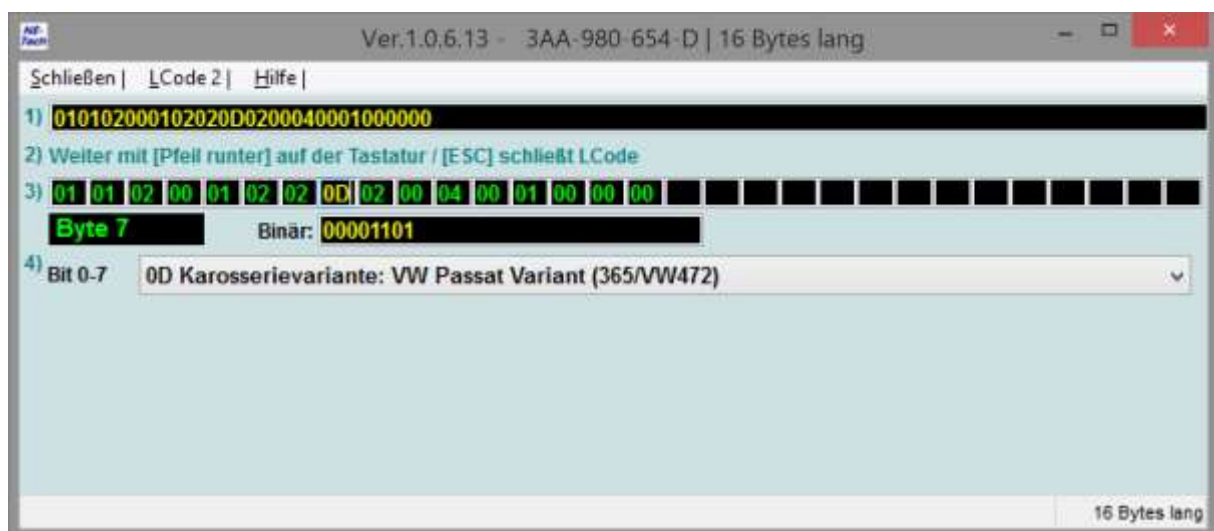 NE-Tech Ver.1.0.6.13 - 3AA-980-654-D | 16 Bytes lang
Schließen | LCode 2 | Hilfe |
1) 010102000102020D0200040001000000
2) Weiter mit [Pfeil runter] auf der Tastatur / [ESC] schließt LCode
3) 01 01 02 00 01 02 02 0D 02 00 04 00 01 00 00 00
Byte 7 Binär: 00001101
4) Bit 0-7 0D Karosserievariante: VW Passat Variant (365/VW472)
16 Bytes lang